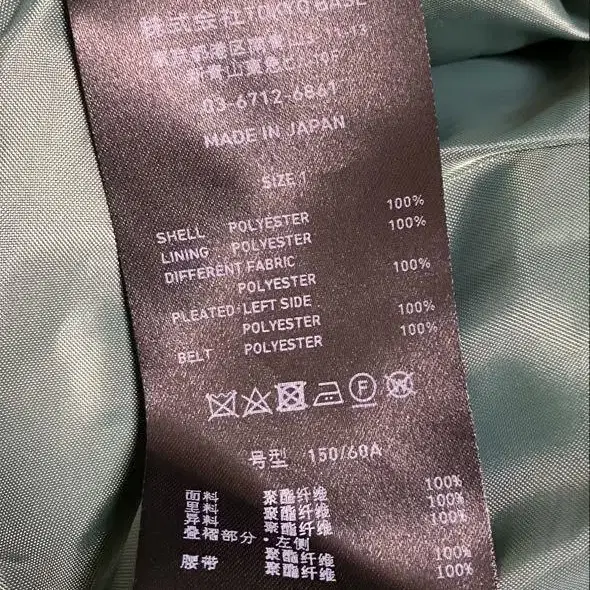 株式会社TOKYO BASE
03-6712-6861
MADE IN JAPAN
SIZE 1
SHELL POLYESTER 100%
LINING POLYESTER 100%
DIFFERENT FABRIC
POLYESTER 100%
PLEATED·LEFT SIDE
POLYESTER 100%
BELT POLYESTER 100%
F W
号型 150/60A
面料 聚酯纤维 100%
里料 聚酯纤维 100%
异料 聚酯纤维 100%
叠褶部分·左侧
聚酯纤维 100%
腰带 聚酯纤维 100%